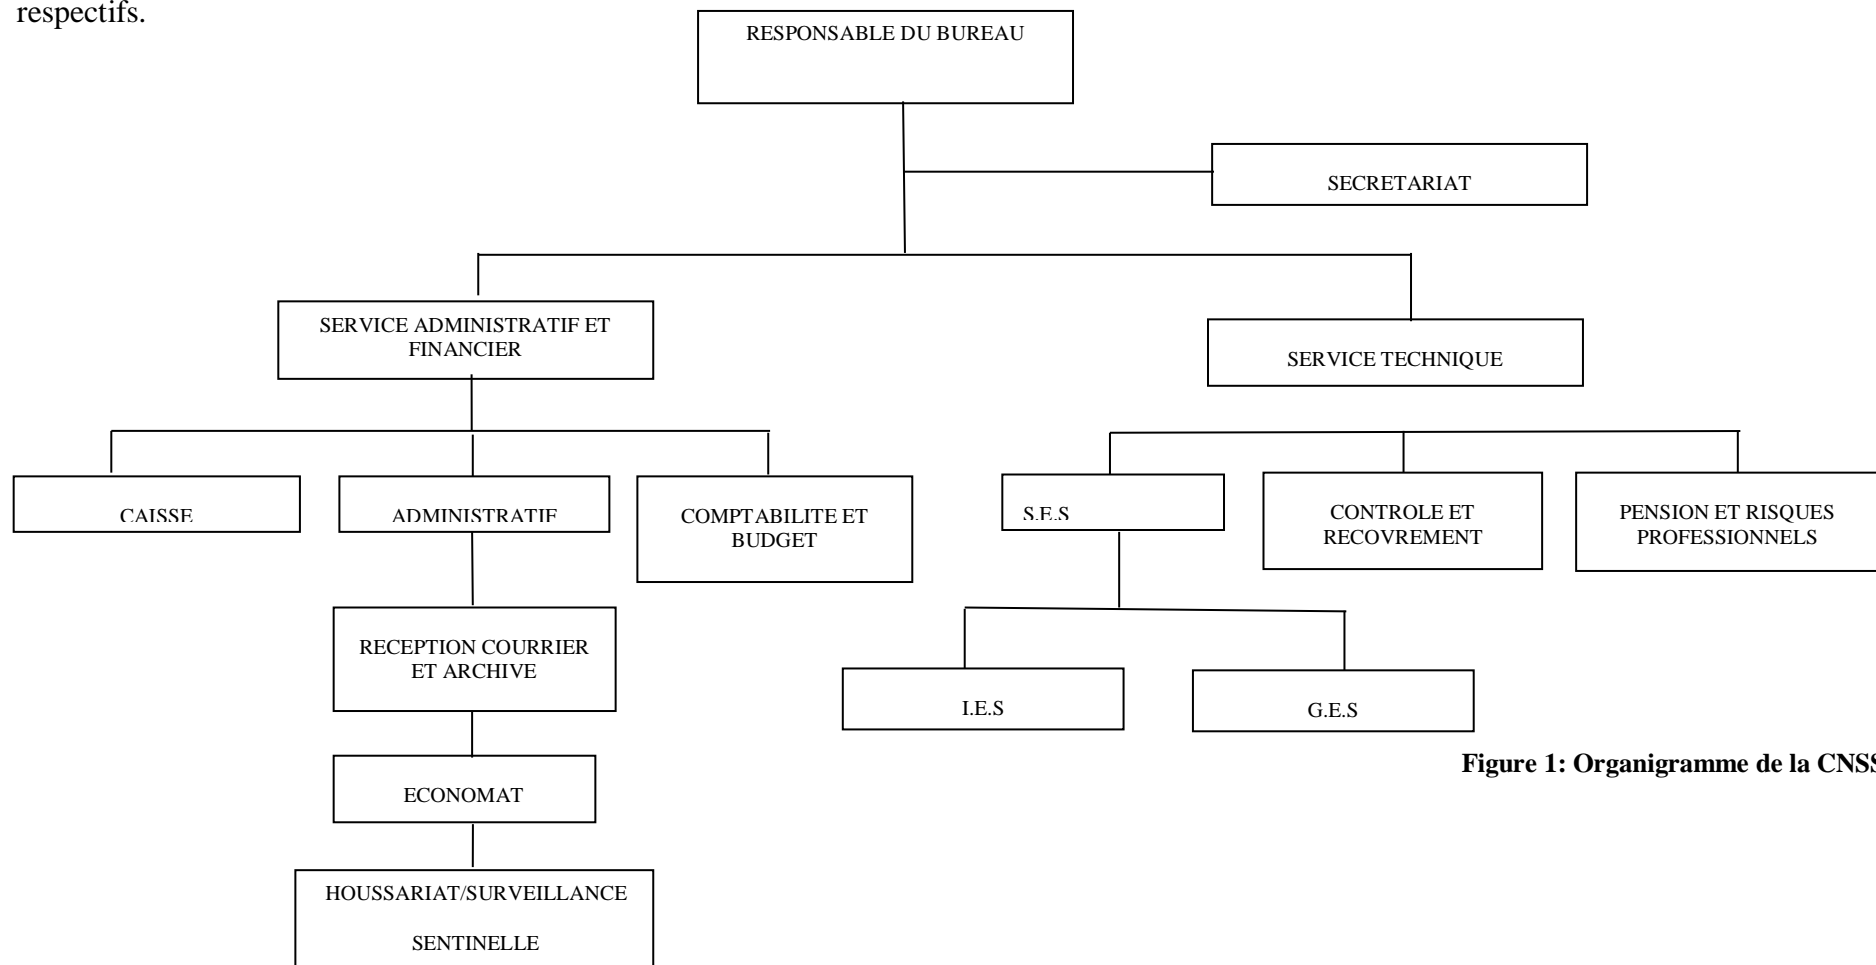 respectifs.
RESPONSABLE DU BUREAU
SECRETARIAT
SERVICE ADMINISTRATIF ET
FINANCIER
SERVICE TECHNIQUE
CAISSE
ADMINISTRATIF
COMPTABILITE ET
BUDGET
S.E.S
CONTROLE ET
RECOVREMENT
PENSION ET RISQUES
PROFESSIONNELS
RECEPTION COURRIER
ET ARCHIVE
I.E.S
G.E.S
Figure 1: Organigramme de la CNSS
ECONOMAT
HOUSSARIAT/SURVEILLANCE
SENTINELLE